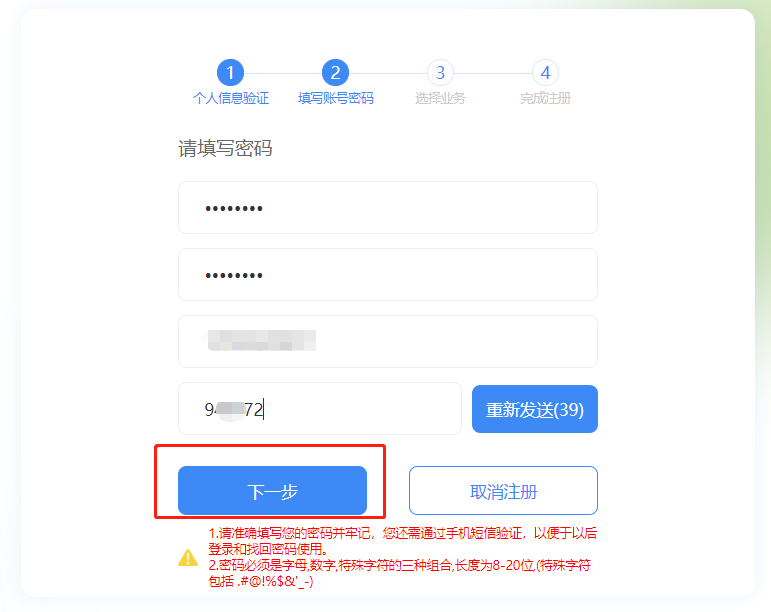 1 2 3 4
个人信息验证 填写账号密码 选择业务 完成注册
请填写密码
••••••••
••••••••
72
重新发送(39)
下一步 取消注册
1.请准确填写您的密码并牢记，您还需通过手机短信验证，以便于以后
登录和找回密码使用。
2.密码必须是字母,数字,特殊字符的三种组合,长度为8-20位,(特殊字符
包括 .#@!%$&'_-)